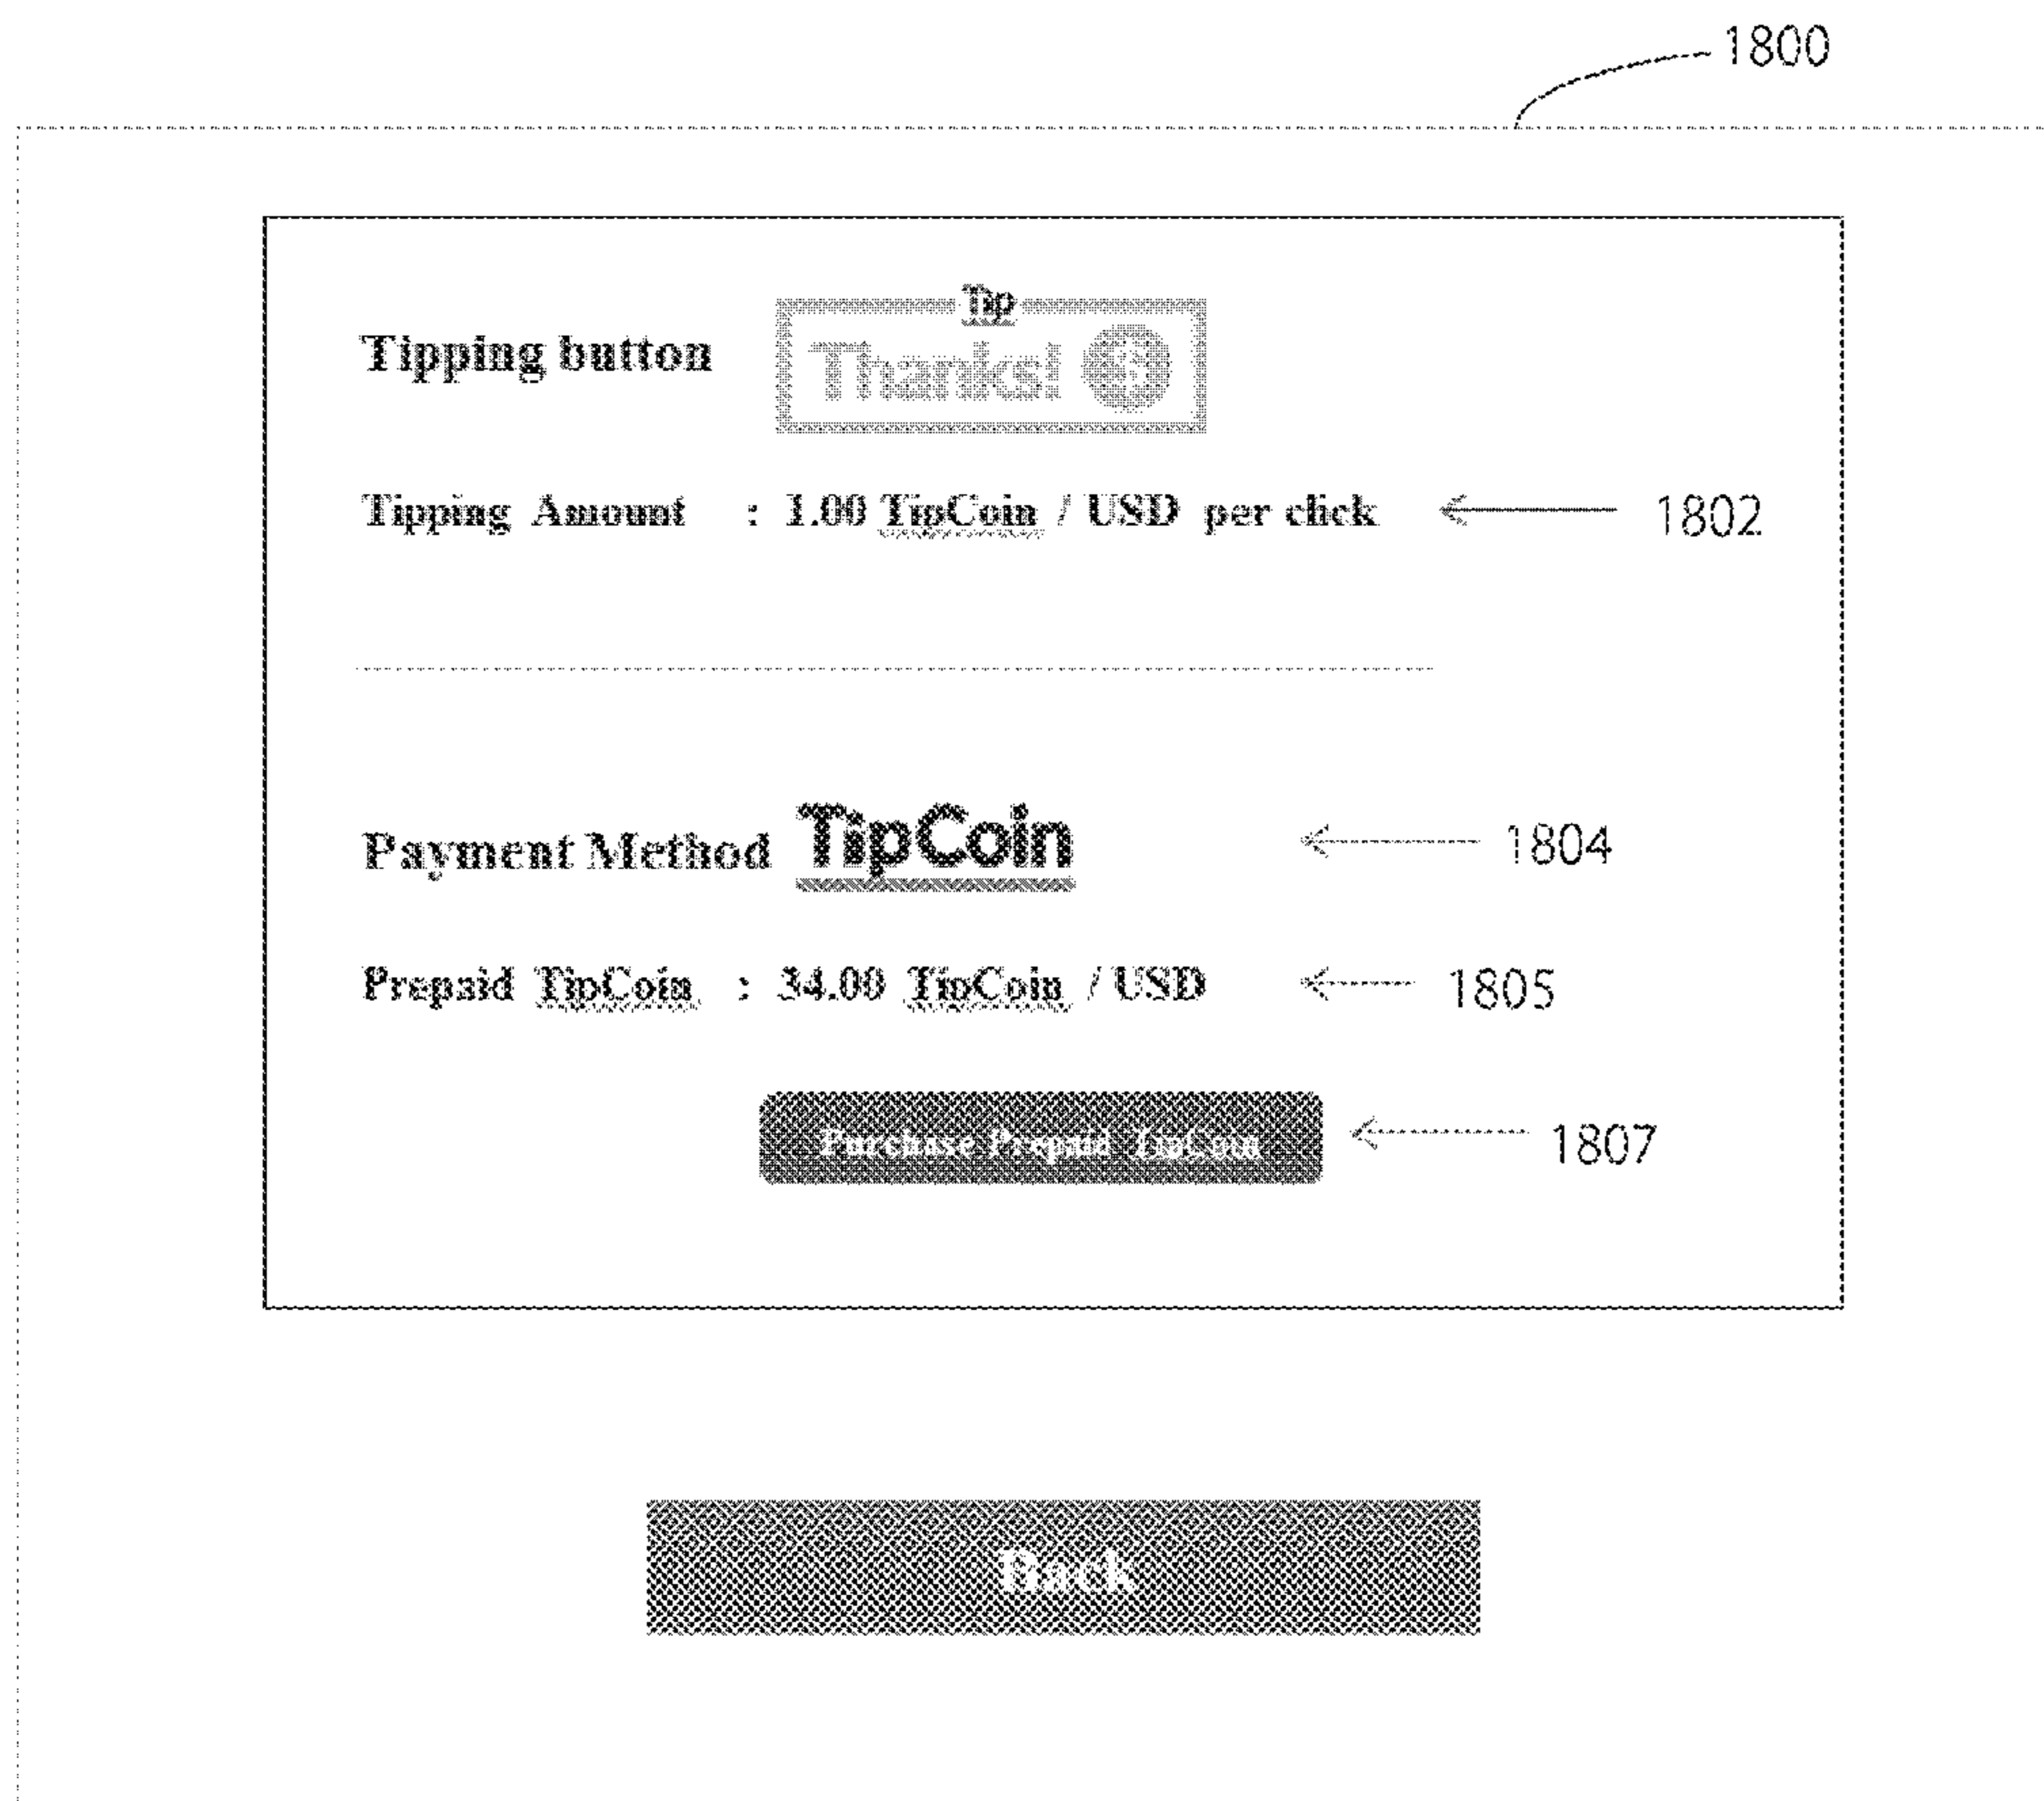 1800
Tip
Tipping button Thanks!
Tipping Amount : 1.00 TipCoin / USD per click 1802
Payment Method TipCoin 1804
Prepaid TipCoin : 34.00 TipCoin / USD 1805
Purchase Prepaid TipCoin 1807
Back